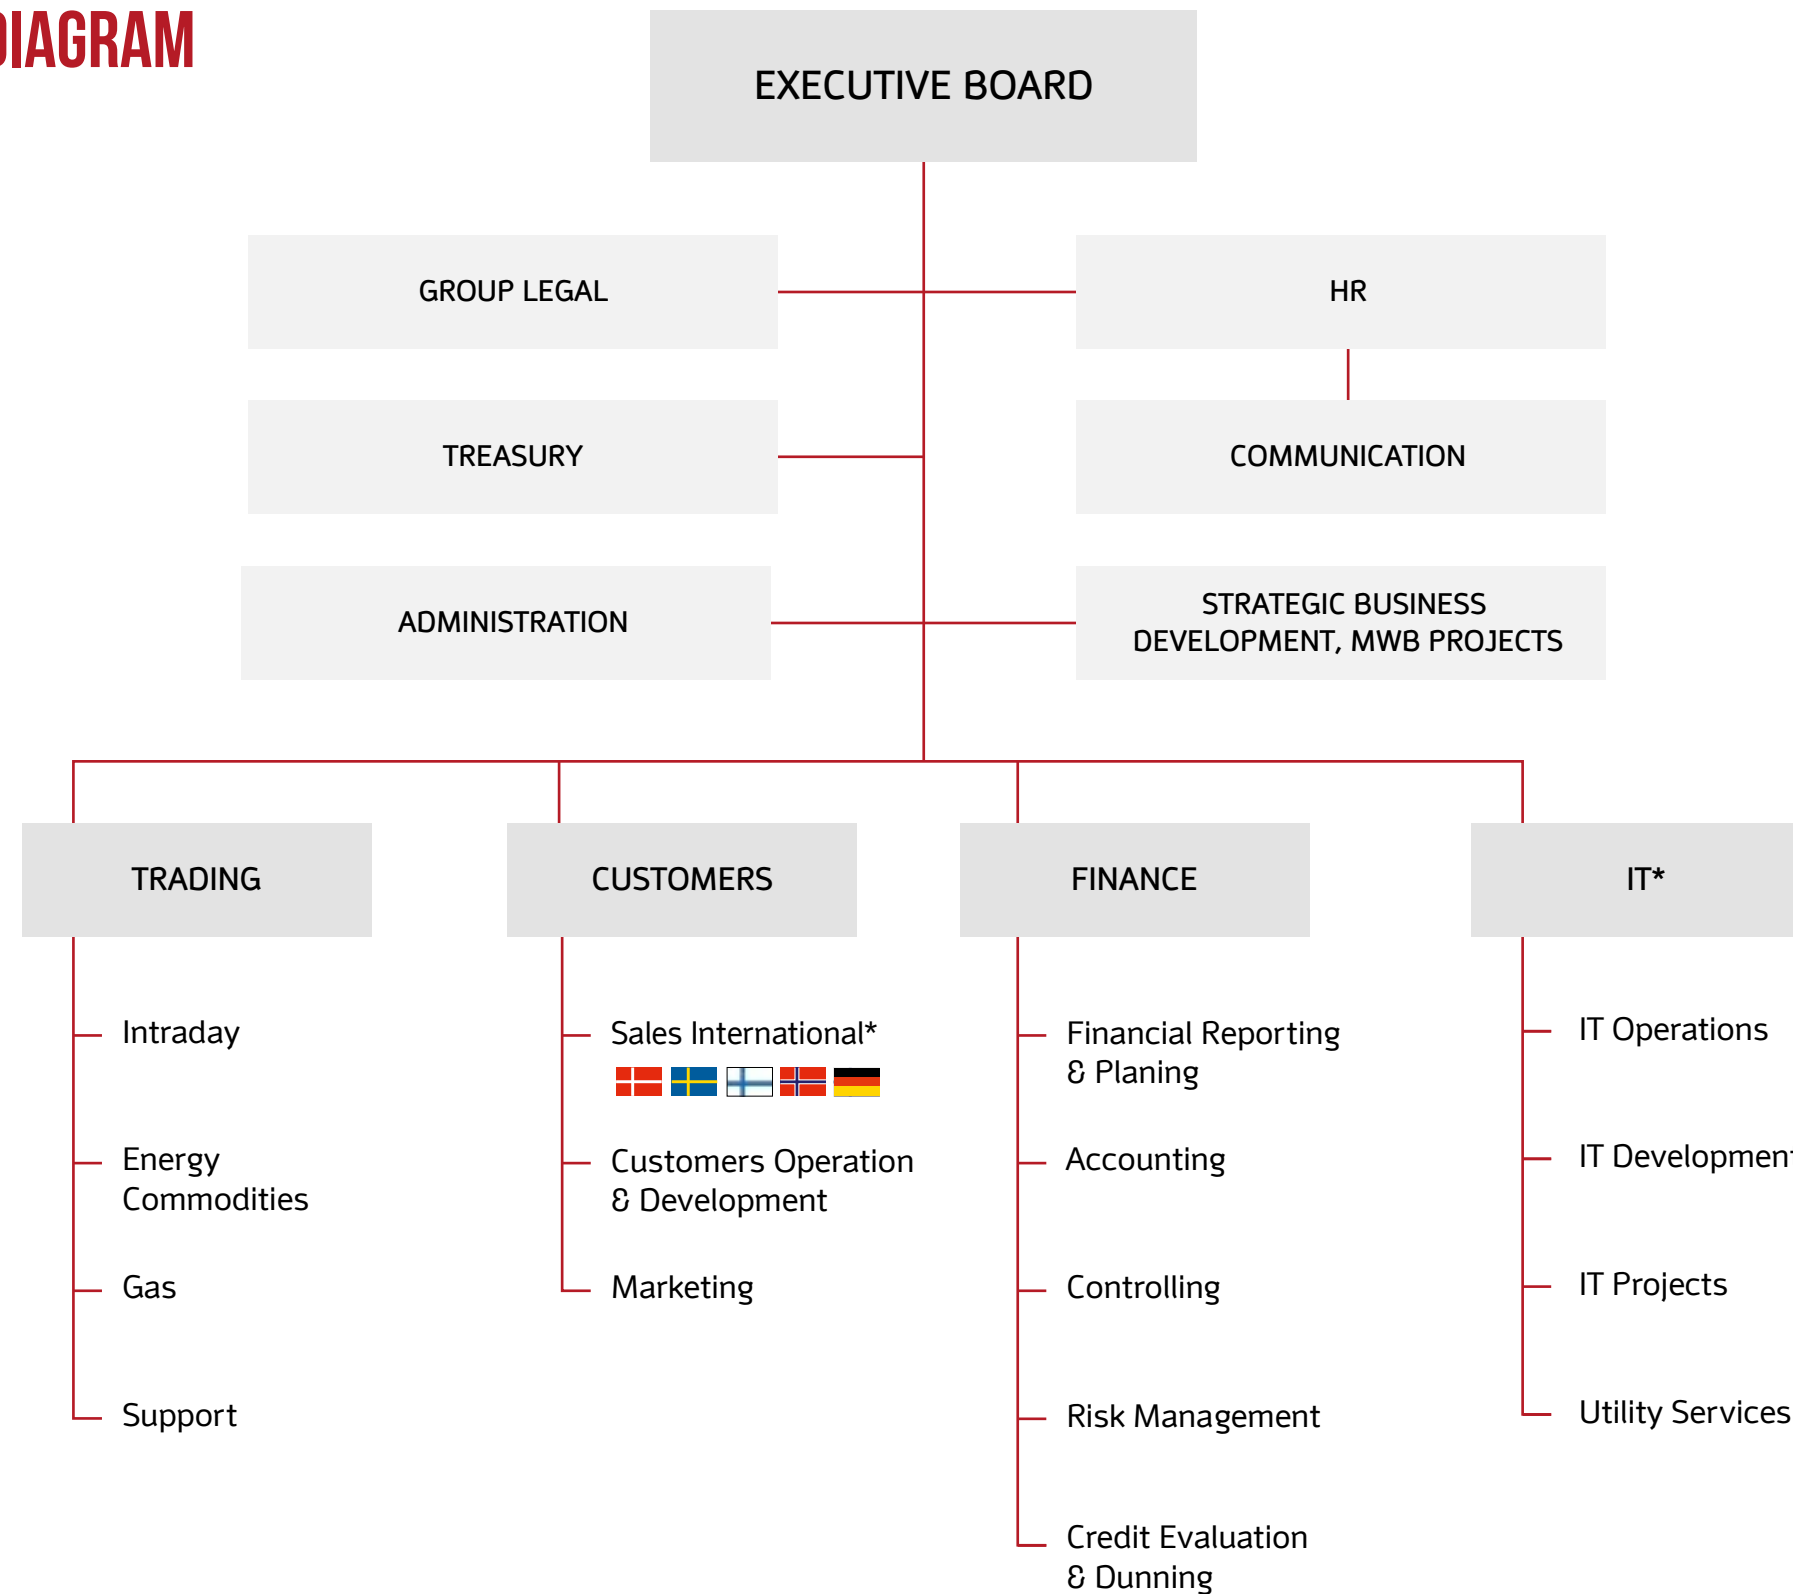 DIAGRAM
EXECUTIVE BOARD
GROUP LEGAL
HR
TREASURY
COMMUNICATION
ADMINISTRATION
STRATEGIC BUSINESS
DEVELOPMENT, MWB PROJECTS
TRADING
CUSTOMERS
FINANCE
IT*
Intraday
Energy
Commodities
Gas
Support
Sales International*
Customers Operation
& Development
Marketing
Financial Reporting
& Planing
Accounting
Controlling
Risk Management
Credit Evaluation
& Dunning
IT Operations
IT Development
IT Projects
Utility Services